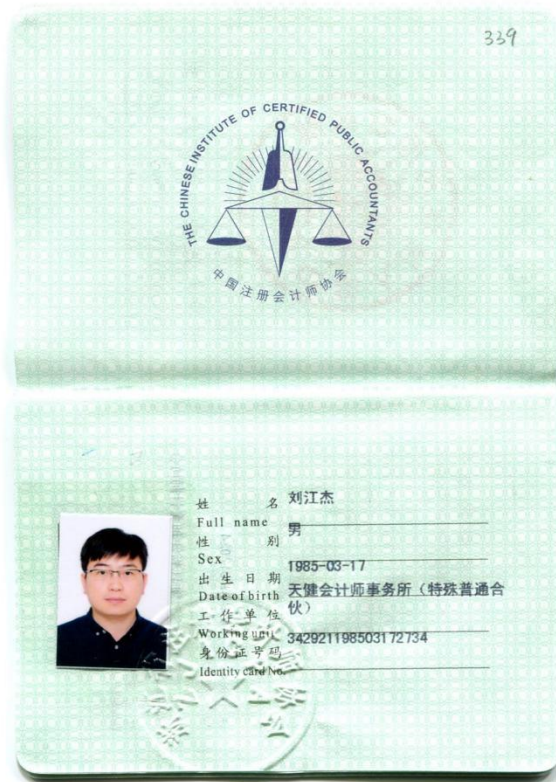 339
THE CHINESE INSTITUTE OF CERTIFIED PUBLIC ACCOUNTANTS
中国注册会计师协会
姓 名 刘江杰
Full name
性 别 男
Sex
出生日期 1985-03-17
Date of birth
工作单位 天健会计师事务所（特殊普通合
伙）
Working unit
身份证号码 342921198503172734
Identity card No.